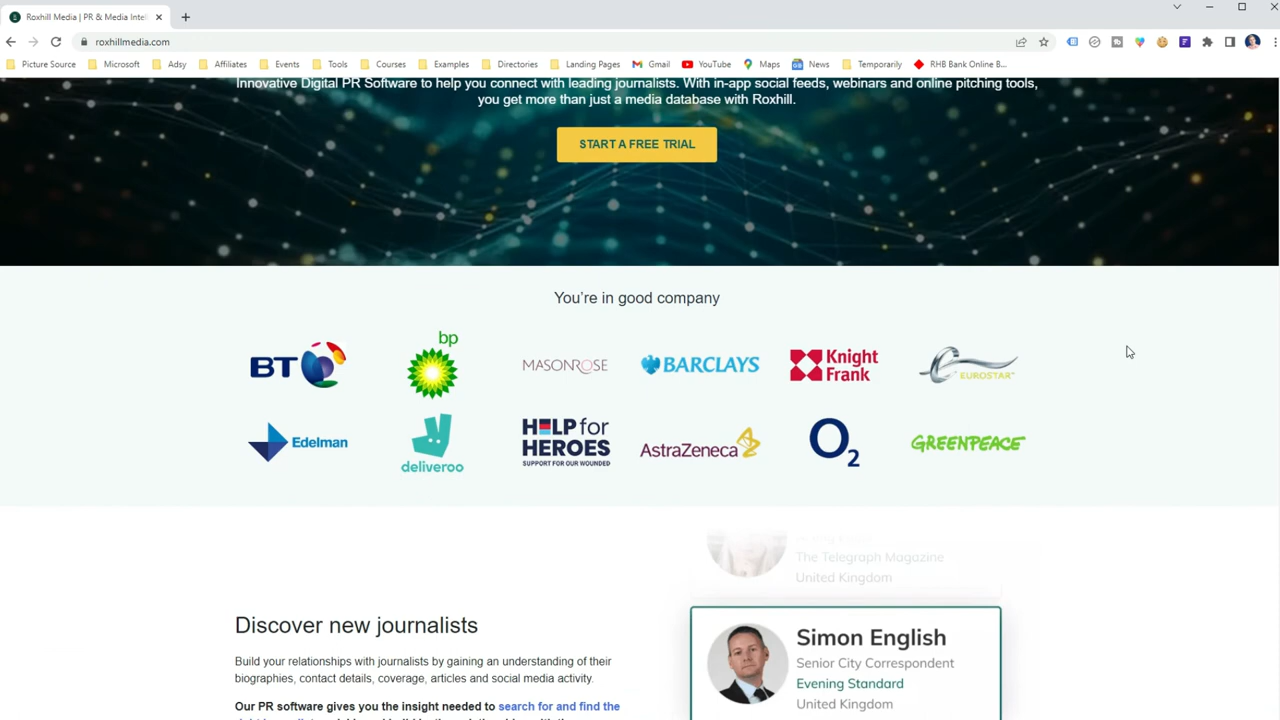 Roxhill Media | PR & Media Intel
roxhillmedia.com
Picture Source
Microsoft
Adsy
Affiliates
Events
Tools
Courses
Examples
Directories
Landing Pages
Gmail
YouTube
Maps
News
Temporarily
RHB Bank Online B...
Innovative Digital PR Software to help you connect with leading journalists. With in-app social feeds, webinars and online pitching tools,
you get more than just a media database with Roxhill.
START A FREE TRIAL
You're in good company
BT
bp
MASONROSE
BARCLAYS
Knight
Frank
EUROSTAR™
Edelman
deliveroo
HELP for
HEROES
SUPPORT FOR OUR WOUNDED
AstraZeneca
O2
GREENPEACE
The Telegraph Magazine
United Kingdom
Discover new journalists
Build your relationships with journalists by gaining an understanding of their
biographies, contact details, coverage, articles and social media activity.
Our PR software gives you the insight needed to search for and find the
Simon English
Senior City Correspondent
Evening Standard
United Kingdom